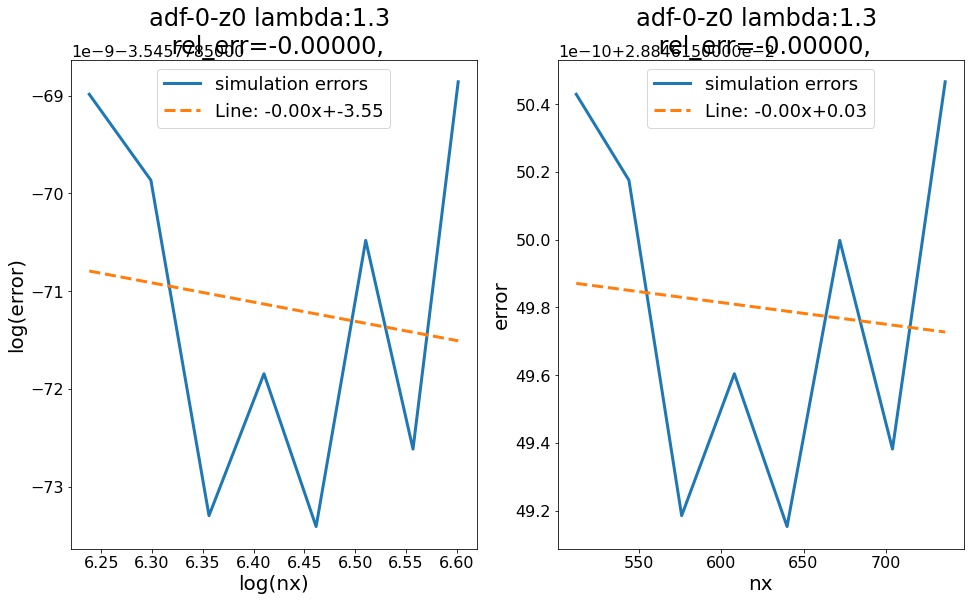 adf-0-z0 lambda:1.3
rel_err=-0.00000,
1e−9−3.5457785000
simulation errors
Line: -0.00x+-3.55
−69
−70
−71
−72
−73
log(error)
6.25 6.30 6.35 6.40 6.45 6.50 6.55 6.60
log(nx)
adf-0-z0 lambda:1.3
rel_err=-0.00000,
1e−10+2.8846150000e−2
simulation errors
Line: -0.00x+0.03
50.4
50.2
50.0
49.8
49.6
49.4
49.2
error
550 600 650 700
nx